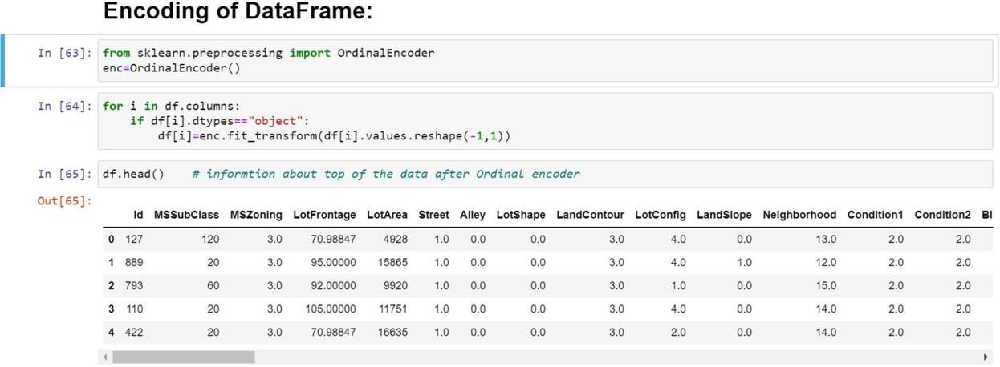 Encoding of DataFrame:
In [63]: from sklearn.preprocessing import OrdinalEncoder
enc=OrdinalEncoder()
In [64]: for i in df.columns:
if df[i].dtypes=="object":
df[i]=enc.fit_transform(df[i].values.reshape(-1,1))
In [65]: df.head() # informtion about top of the data after Ordinal encoder
Out[65]:
Id MSSubClass MSZoning LotFrontage LotArea Street Alley LotShape LandContour LotConfig LandSlope Neighborhood Condition1 Condition2 Bl
0 127 120 3.0 70.98847 4928 1.0 0.0 0.0 3.0 4.0 0.0 13.0 2.0 2.0
1 889 20 3.0 95.00000 15865 1.0 0.0 0.0 3.0 4.0 1.0 12.0 2.0 2.0
2 793 60 3.0 92.00000 9920 1.0 0.0 0.0 3.0 1.0 0.0 15.0 2.0 2.0
3 110 20 3.0 105.00000 11751 1.0 0.0 0.0 3.0 4.0 0.0 14.0 2.0 2.0
4 422 20 3.0 70.98847 16635 1.0 0.0 0.0 3.0 2.0 0.0 14.0 2.0 2.0